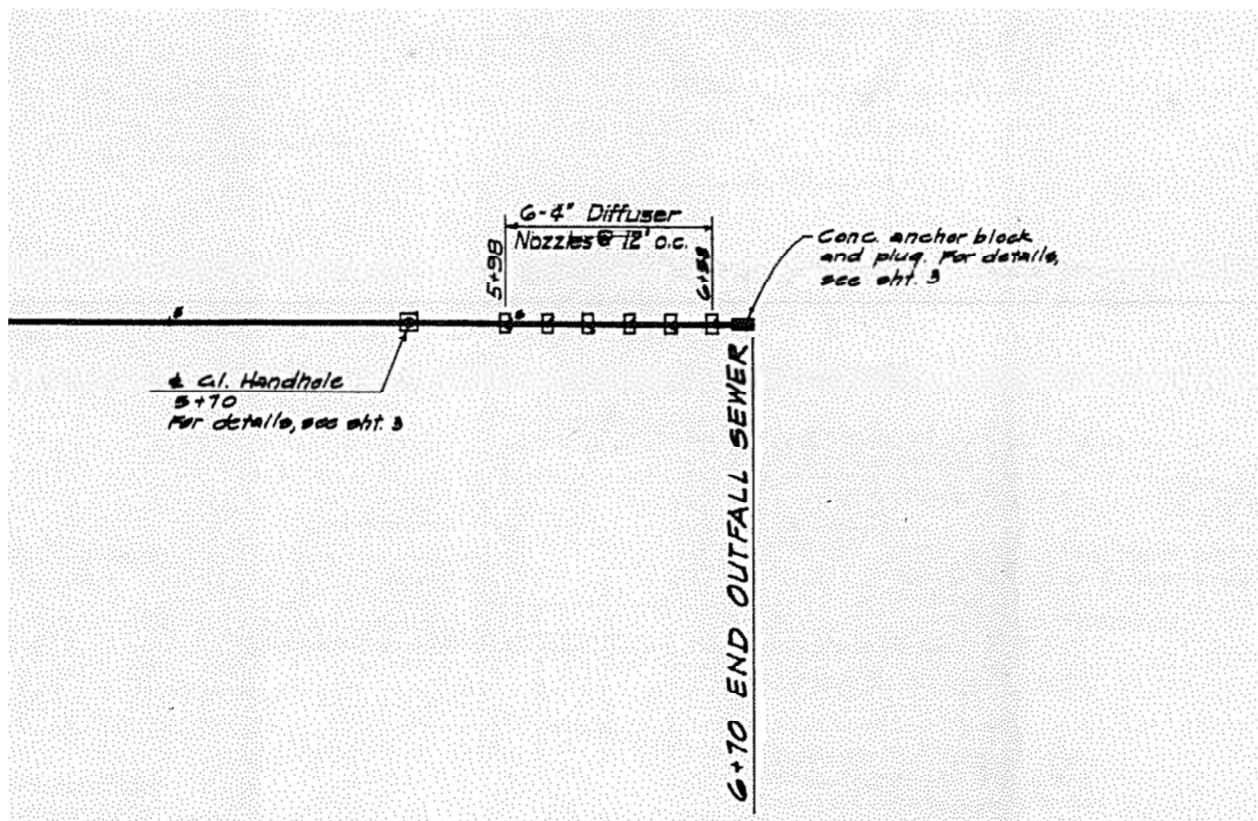 6-4" Diffuser
Nozzles @ 12' o.c.
5+98
6+58
Conc. anchor block
and plug. For details,
see sht. 3
℄ C.I. Handhole
5+70
For details, see sht. 3
6+70 END OUTFALL SEWER